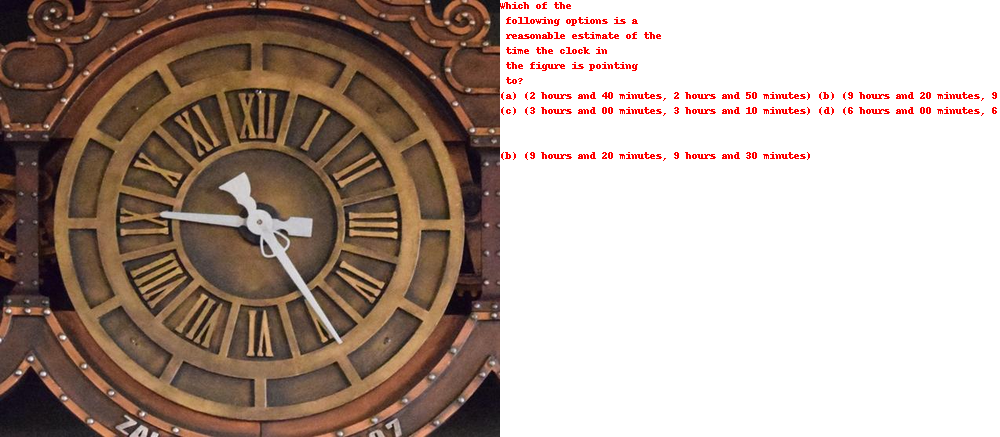 Which of the
following options is a
reasonable estimate of the
time the clock in
the figure is pointing
to?
(a) (2 hours and 40 minutes, 2 hours and 50 minutes) (b) (9 hours and 20 minutes, 9
(c) (3 hours and 00 minutes, 3 hours and 10 minutes) (d) (6 hours and 00 minutes, 6
(b) (9 hours and 20 minutes, 9 hours and 30 minutes)
XII
I
II
III
IV
VI
VII
VIII
IX
X
XI
07